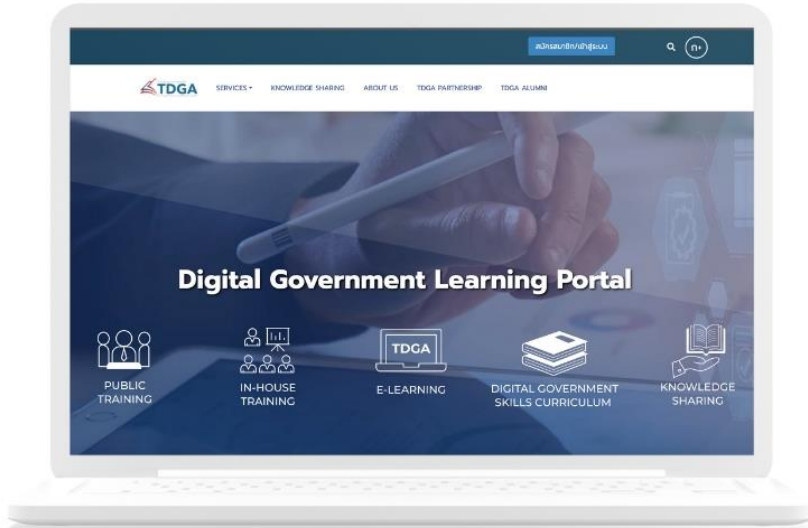 สมัครสมาชิก/เข้าสู่ระบบ
ก+
TDGA
SERVICES
KNOWLEDGE SHARING
ABOUT US
TDGA PARTNERSHIP
TDGA ALUMNI
Digital Government Learning Portal
PUBLIC
TRAINING
IN-HOUSE
TRAINING
TDGA
E-LEARNING
DIGITAL GOVERNMENT
SKILLS CURRICULUM
KNOWLEDGE
SHARING